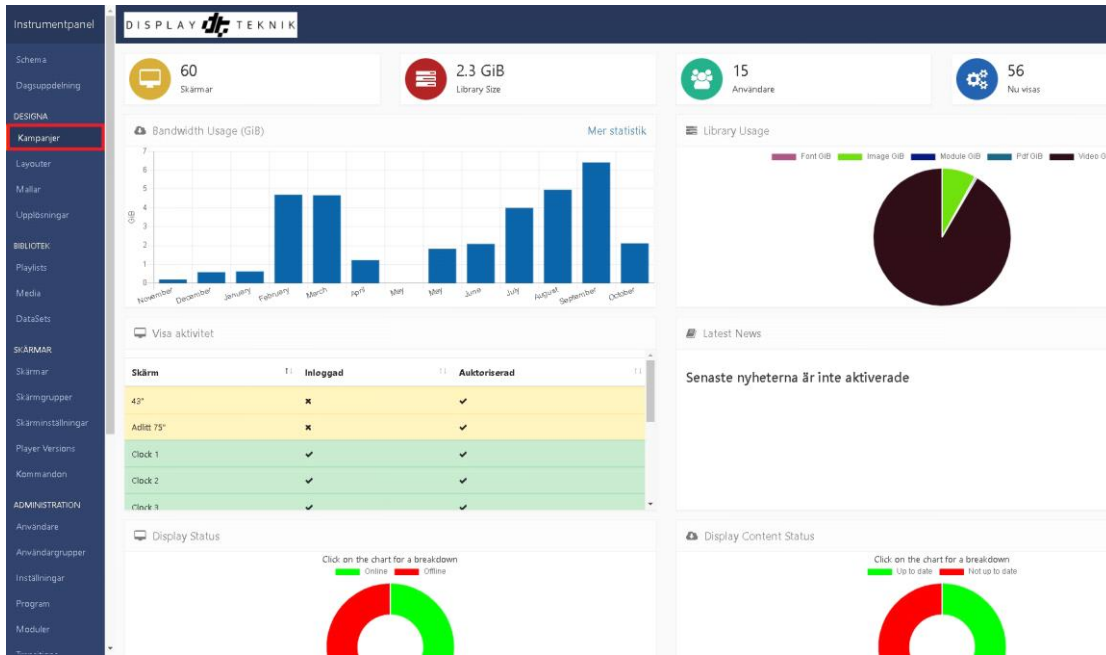 Instrumentpanel
Schema
Dagsuppdelning
DESIGNA
Kampanjer
Layouter
Mallar
Upplösningar
BIBLIOTEK
Playlists
Media
DataSets
SKÄRMAR
Skärmar
Skärmgrupper
Skärminställningar
Player Versions
Kommandon
ADMINISTRATION
Användare
Användargrupper
Inställningar
Program
Moduler
DISPLAY dt TEKNIK
60
Skärmar
2.3 GiB
Library Size
15
Användare
56
Nu visas
Bandwidth Usage (GiB)
Mer statistik
GiB
7
6
5
4
3
2
1
0
November December January February March April May May June July August September October
Library Usage
Font GiB Image GiB Module GiB Pdf GiB Video G
Visa aktivitet
Skärm Inloggad Auktoriserad
43"
Adlitt 75"
Clock 1
Clock 2
Clock 3
Latest News
Senaste nyheterna är inte aktiverade
Display Status
Click on the chart for a breakdown
Online Offline
Display Content Status
Click on the chart for a breakdown
Up to date Not up to date